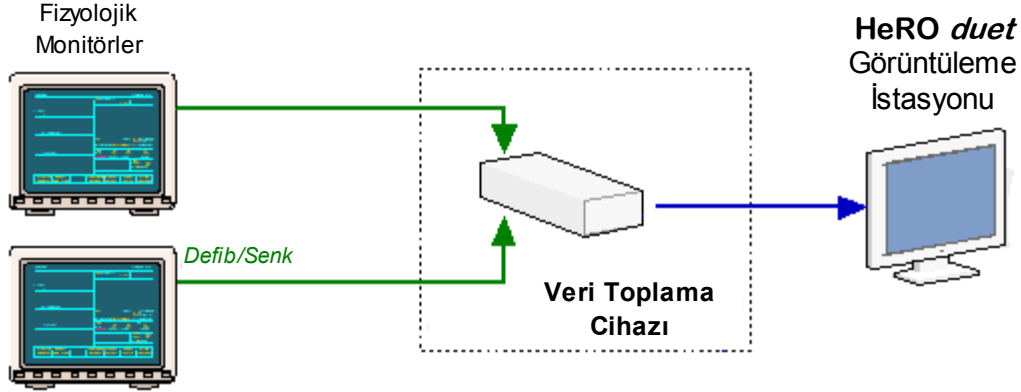 Fizyolojik
Monitörler
HeRO duet
Görüntüleme
İstasyonu
Defib/Senk
Veri Toplama
Cihazı